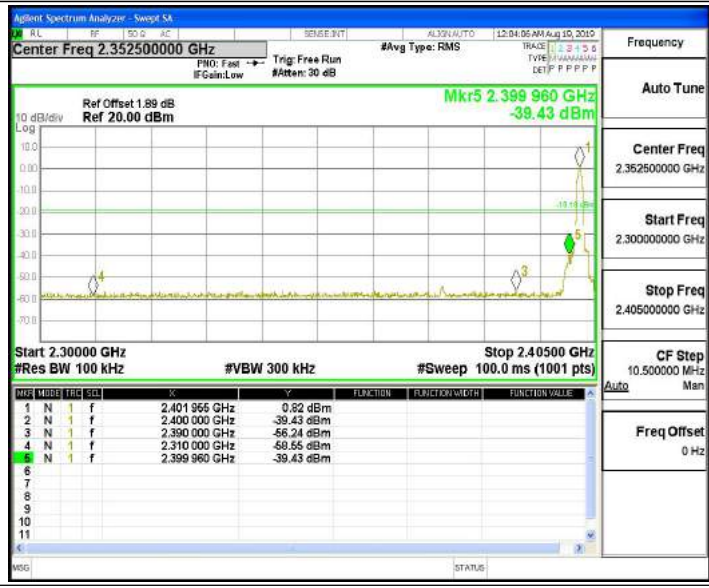 Agilent Spectrum Analyzer - Swept SA
RL RF 50 Ω AC SENSE:INT ALIGN AUTO 12:04:06 AM Aug 19, 2019
Center Freq 2.352500000 GHz #Avg Type: RMS TRACE 1 2 3 4 5 6
PNO: Fast Trig: Free Run TYPE
IFGain:Low #Atten: 30 dB DET P P P P P P
Frequency
Auto Tune
Center Freq
2.352500000 GHz
Start Freq
2.300000000 GHz
Stop Freq
2.405000000 GHz
CF Step
10.500000 MHz
Auto Man
Freq Offset
0 Hz
Mkr5 2.399 960 GHz
-39.43 dBm
Ref Offset 1.89 dB
10 dB/div Ref 20.00 dBm
Log
10.0
0.00
-10.0
-20.0
-30.0
-40.0
-50.0
-60.0
-70.0
1
5
3
4
Start 2.30000 GHz Stop 2.40500 GHz
#Res BW 100 kHz #VBW 300 kHz #Sweep 100.0 ms (1001 pts)
MKR MODE TRC SCL X Y FUNCTION FUNCTION WIDTH FUNCTION VALUE
1 N 1 f 2.401 955 GHz 0.82 dBm
2 N 1 f 2.400 000 GHz -39.43 dBm
3 N 1 f 2.390 000 GHz -56.24 dBm
4 N 1 f 2.310 000 GHz -58.55 dBm
5 N 1 f 2.399 960 GHz -39.43 dBm
6
7
8
9
10
11
MSG STATUS